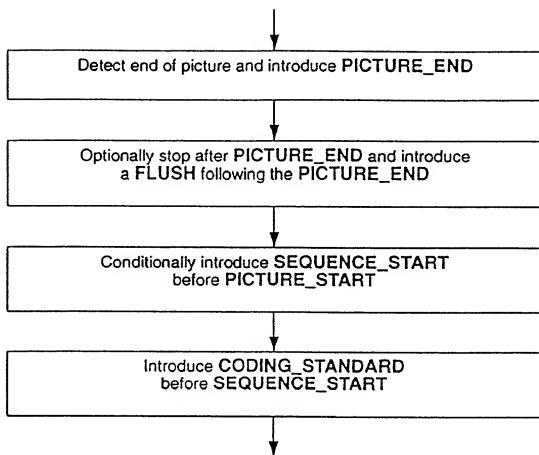 Detect end of picture and introduce PICTURE_END
Optionally stop after PICTURE_END and introduce
a FLUSH following the PICTURE_END
Conditionally introduce SEQUENCE_START
before PICTURE_START
Introduce CODING_STANDARD
before SEQUENCE_START